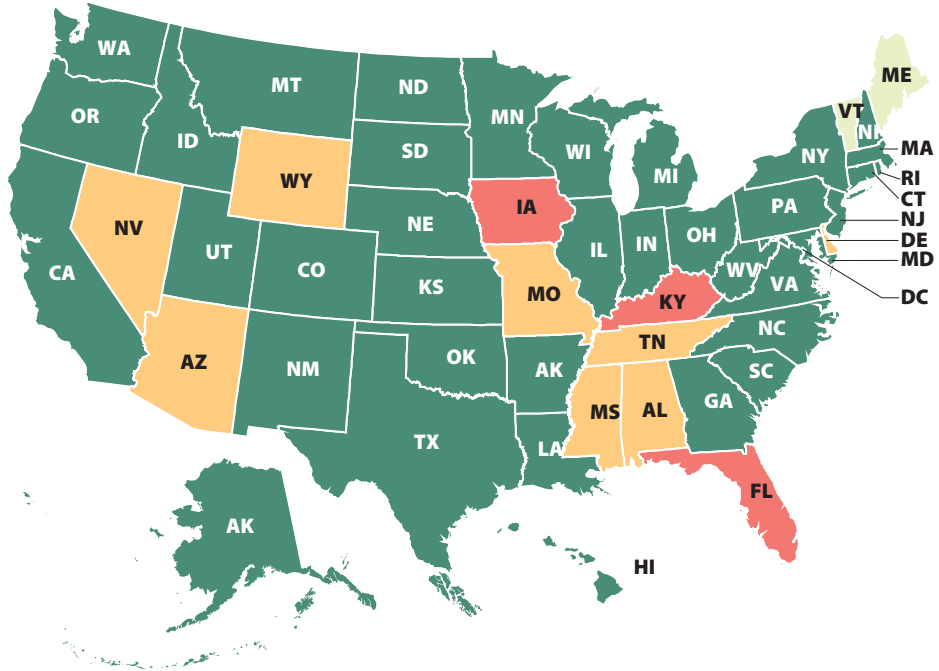 WA
MT
ND
MN
ME
VT
NH
OR
ID
SD
WI
MI
NY
MA
RI
CT
WY
NE
IA
PA
NJ
NV
IL
IN
OH
DE
MD
UT
CO
KS
MO
WV
VA
DC
CA
KY
AZ
NM
OK
AK
TN
NC
SC
TX
LA
MS
AL
GA
FL
AK
HI